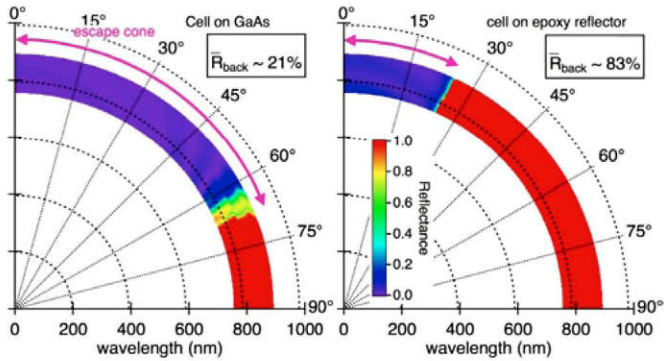 0° 15° Cell on GaAs
escape cone
R̅back ~ 21%
30°
45°
60°
75°
90°
0 200 400 600 800 1000
wavelength (nm)
0° 15° cell on epoxy reflector
R̅back ~ 83%
30°
45°
60°
75°
90°
1.0
0.8
0.6
0.4
0.2
0.0
Reflectance
0 200 400 600 800 1000
wavelength (nm)